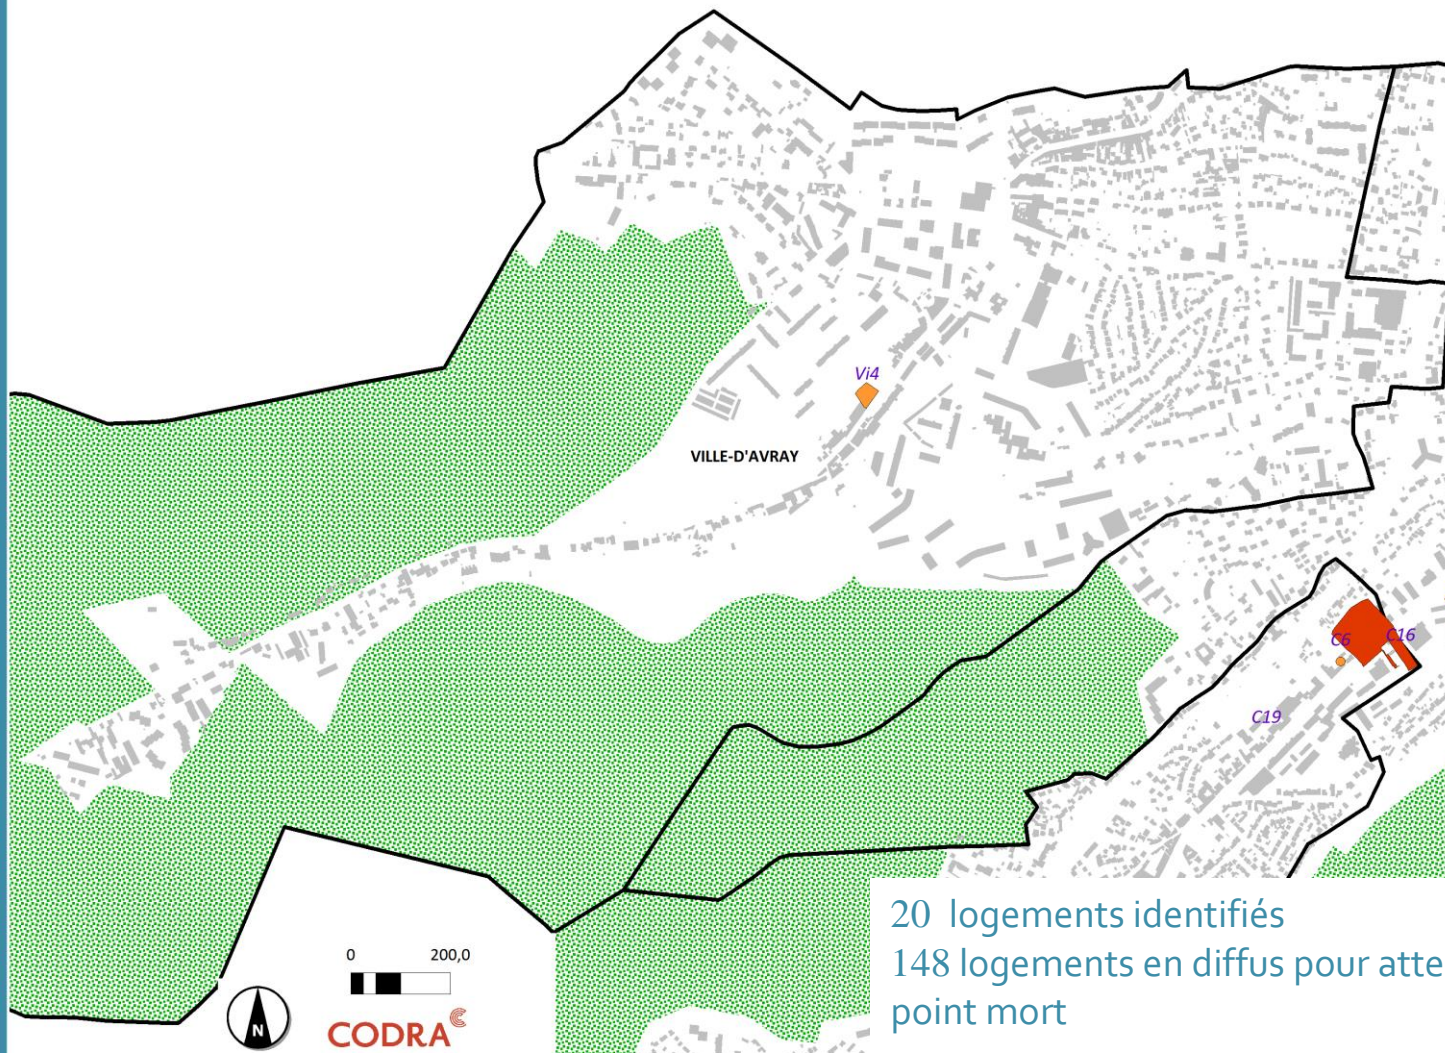 Vi4
VILLE-D'AVRAY
C6
C16
C19
0 200,0
N
CODRA
20 logements identifiés
148 logements en diffus pour atte
point mort